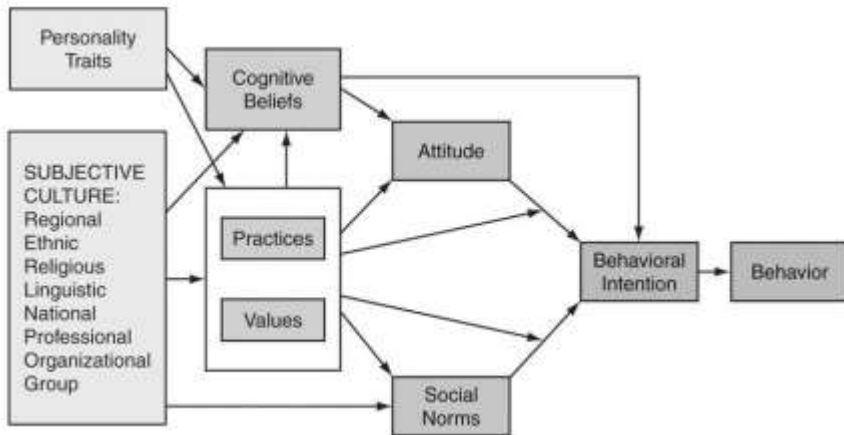 Personality
Traits
Cognitive
Beliefs
Attitude
SUBJECTIVE
CULTURE:
Regional
Ethnic
Religious
Linguistic
National
Professional
Organizational
Group
Practices
Values
Behavioral
Intention
Behavior
Social
Norms